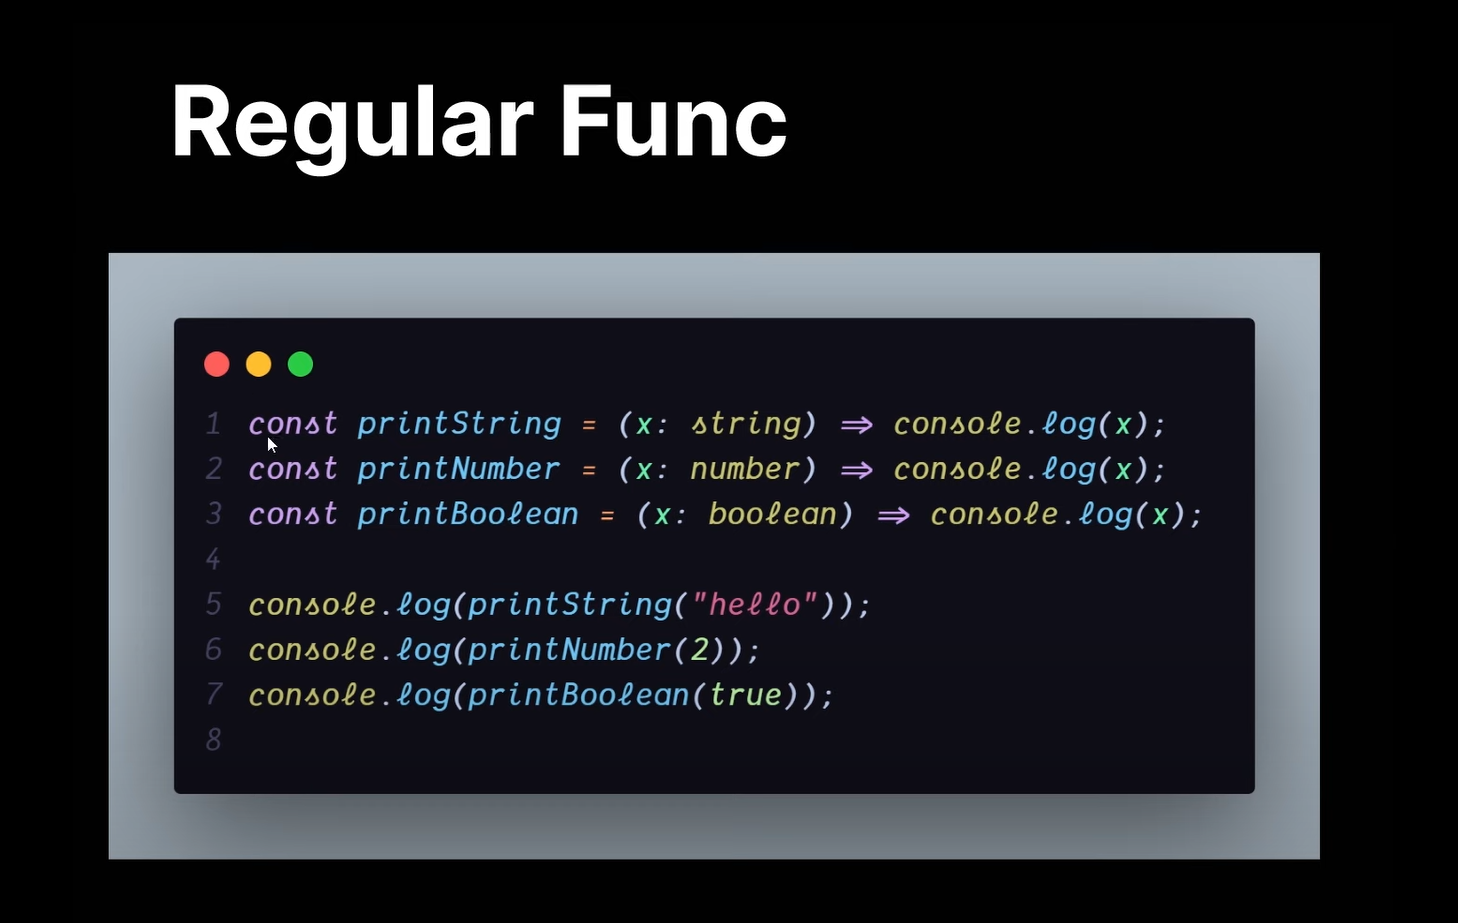 Regular Func
1 const printString = (x: string) => console.log(x);
2 const printNumber = (x: number) => console.log(x);
3 const printBoolean = (x: boolean) => console.log(x);
4
5 console.log(printString("hello"));
6 console.log(printNumber(2));
7 console.log(printBoolean(true));
8